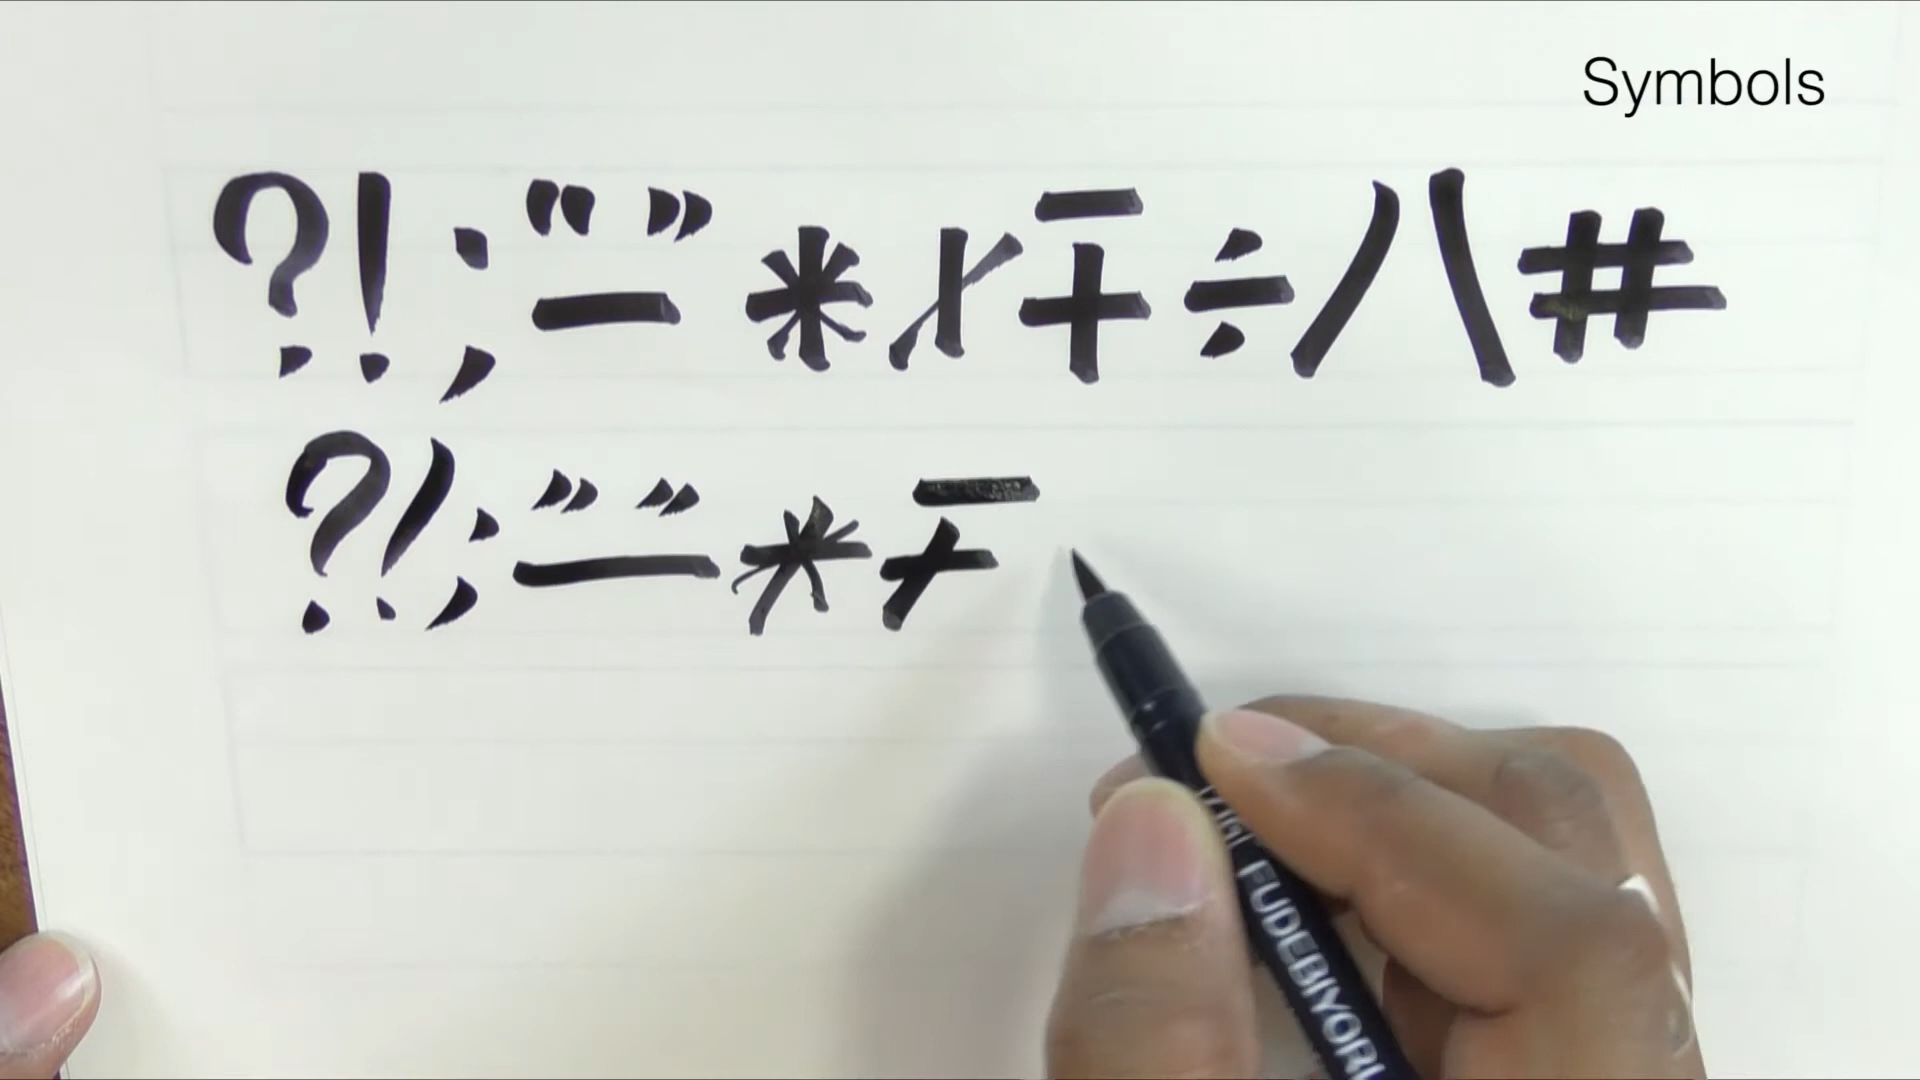 Symbols
? ! ; “ ” — * x − + ÷ / \ #
? ! ; " " — * − +
FUDEBIYORI